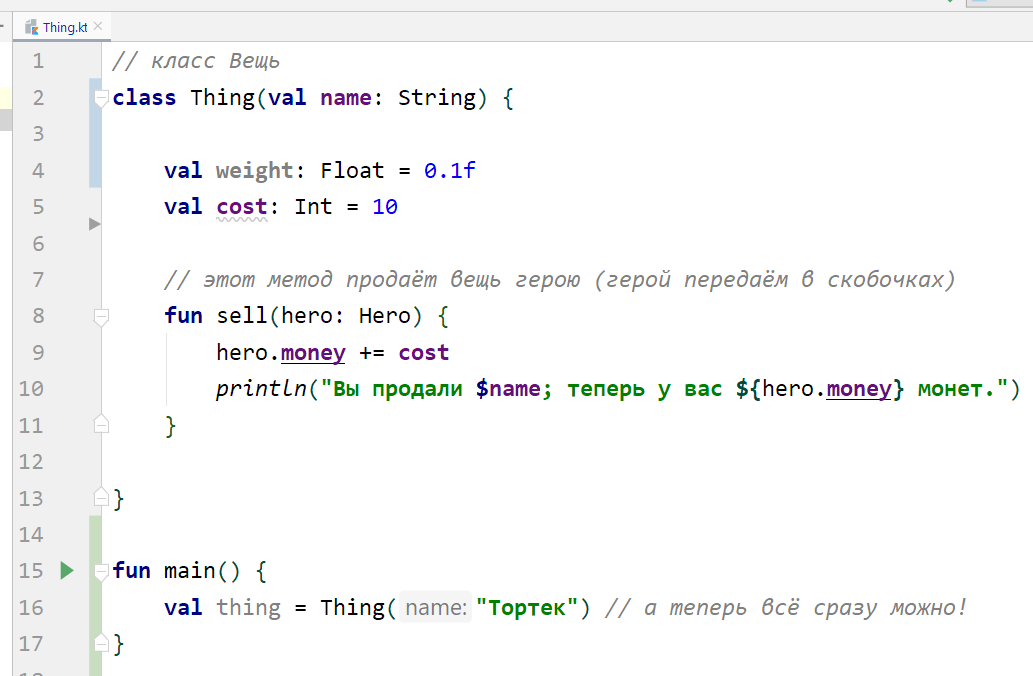 Thing.kt
1 // класс Вещь
2 class Thing(val name: String) {
3
4 val weight: Float = 0.1f
5 val cost: Int = 10
6
7 // этот метод продаёт вещь герою (герой передаём в скобочках)
8 fun sell(hero: Hero) {
9 hero.money += cost
10 println("Вы продали $name; теперь у вас ${hero.money} монет.")
11 }
12
13 }
14
15 fun main() {
16 val thing = Thing( name: "Тортек") // а теперь всё сразу можно!
17 }